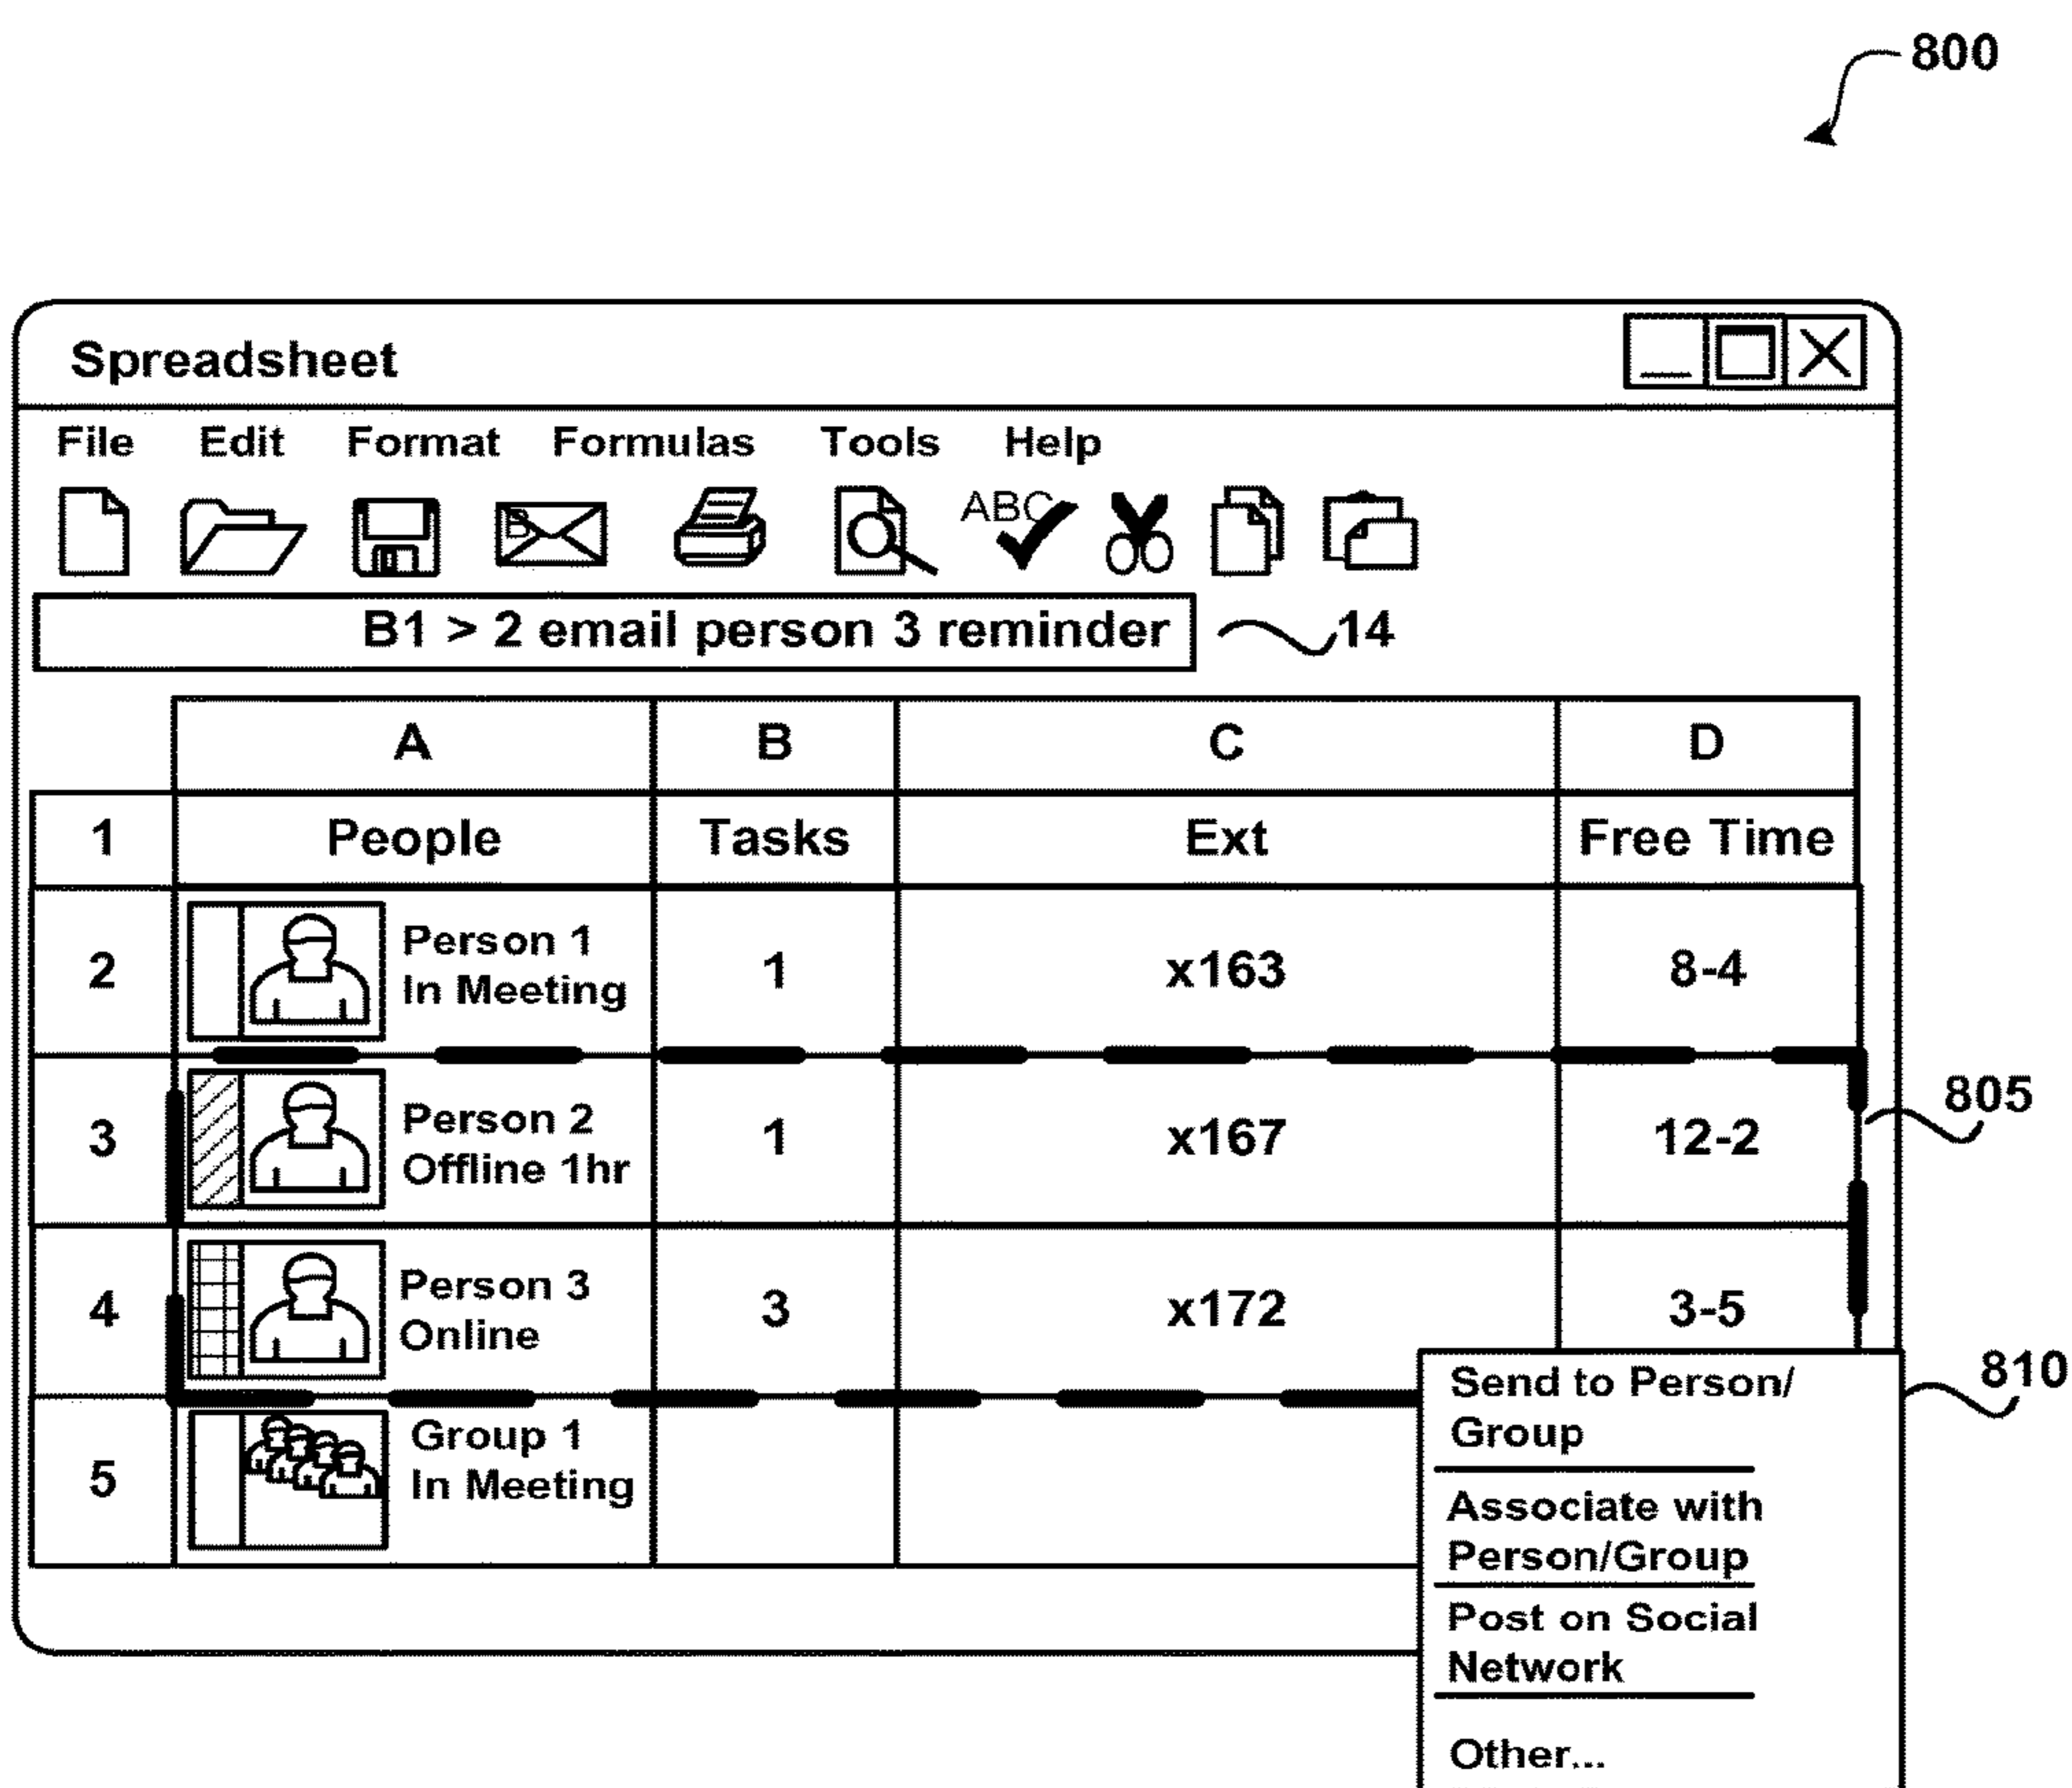 800
Spreadsheet
File Edit Format Formulas Tools Help
B ABC
B1 > 2 email person 3 reminder 14
A B C D
1 People Tasks Ext Free Time
2 Person 1 In Meeting 1 x163 8-4
3 Person 2 Offline 1hr 1 x167 12-2
805
4 Person 3 Online 3 x172 3-5
810
5 Group 1 In Meeting
Send to Person/
Group
Associate with
Person/Group
Post on Social
Network
Other...